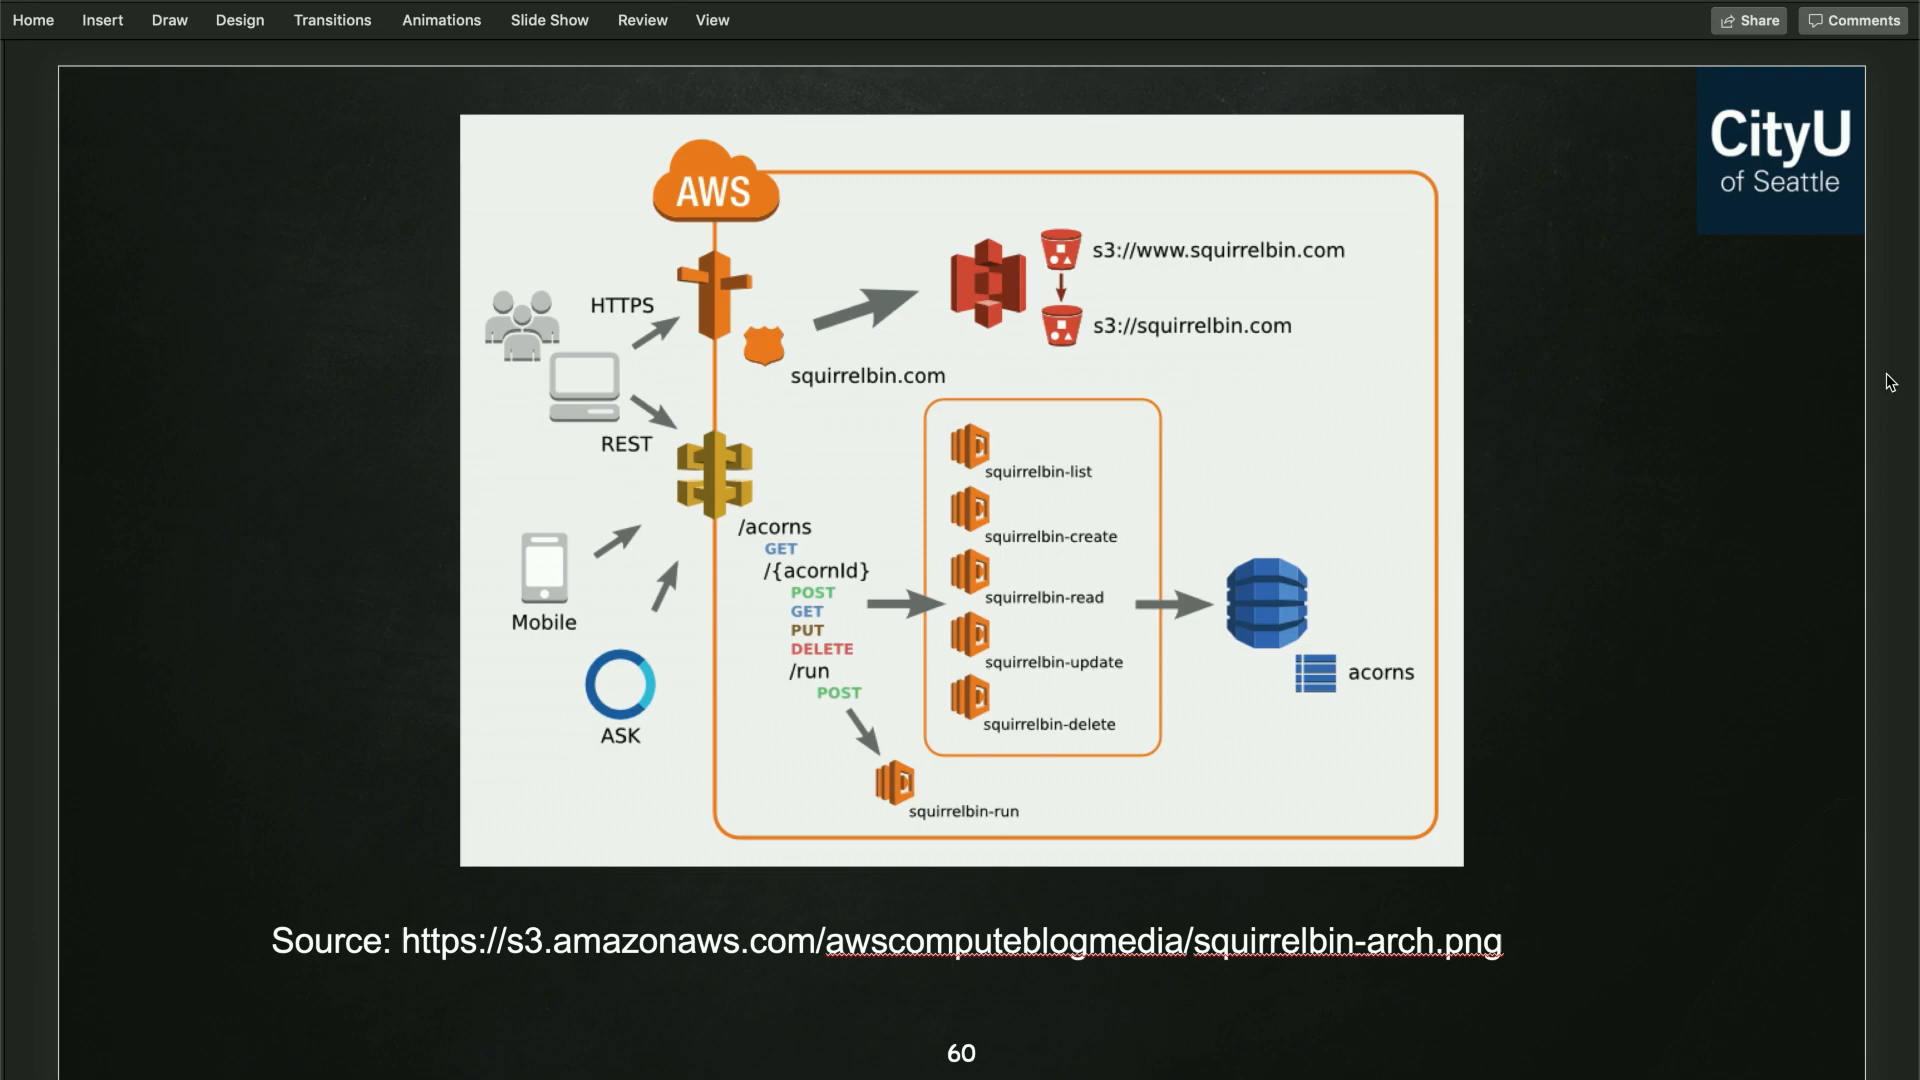 Home Insert Draw Design Transitions Animations Slide Show Review View Share Comments
CityU
of Seattle
AWS
HTTPS
REST
Mobile
ASK
squirrelbin.com
s3://www.squirrelbin.com
s3://squirrelbin.com
/acorns
GET
/{acornId}
POST
GET
PUT
DELETE
/run
POST
squirrelbin-list
squirrelbin-create
squirrelbin-read
squirrelbin-update
squirrelbin-delete
squirrelbin-run
acorns
Source: https://s3.amazonaws.com/awscomputeblogmedia/squirrelbin-arch.png
60